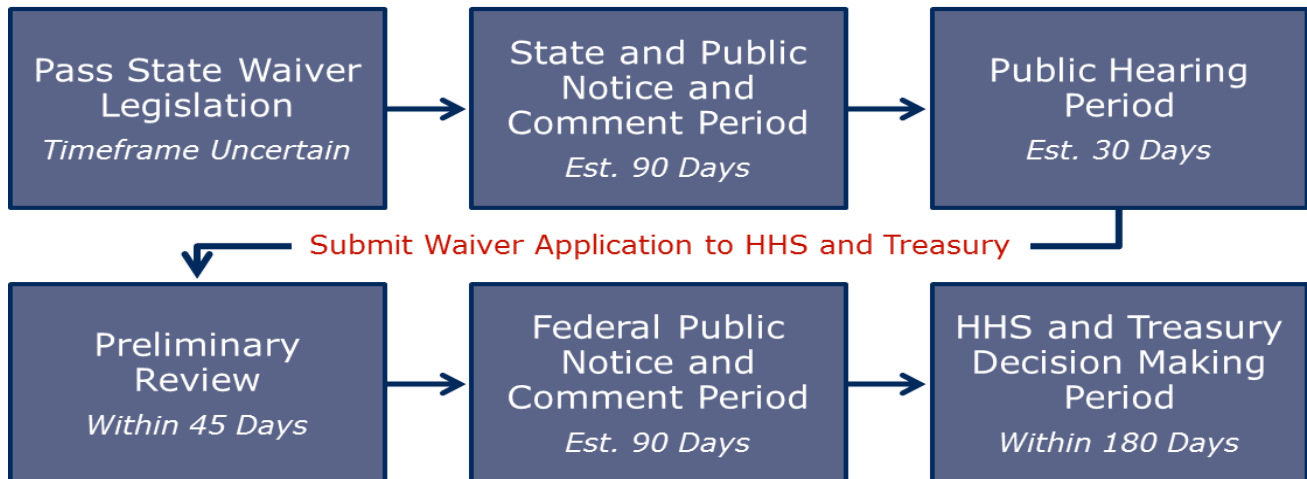 Pass State Waiver
Legislation
Timeframe Uncertain
State and Public
Notice and
Comment Period
Est. 90 Days
Public Hearing
Period
Est. 30 Days
Submit Waiver Application to HHS and Treasury
Preliminary
Review
Within 45 Days
Federal Public
Notice and
Comment Period
Est. 90 Days
HHS and Treasury
Decision Making
Period
Within 180 Days